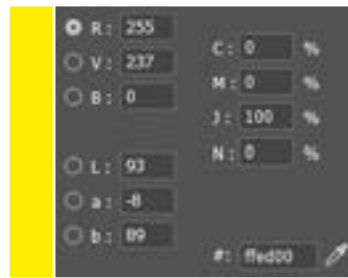 R: 255
V: 237
B: 0
C: 0 %
M: 0 %
J: 100 %
N: 0 %
L: 93
a: -8
b: 89
#: ffed00